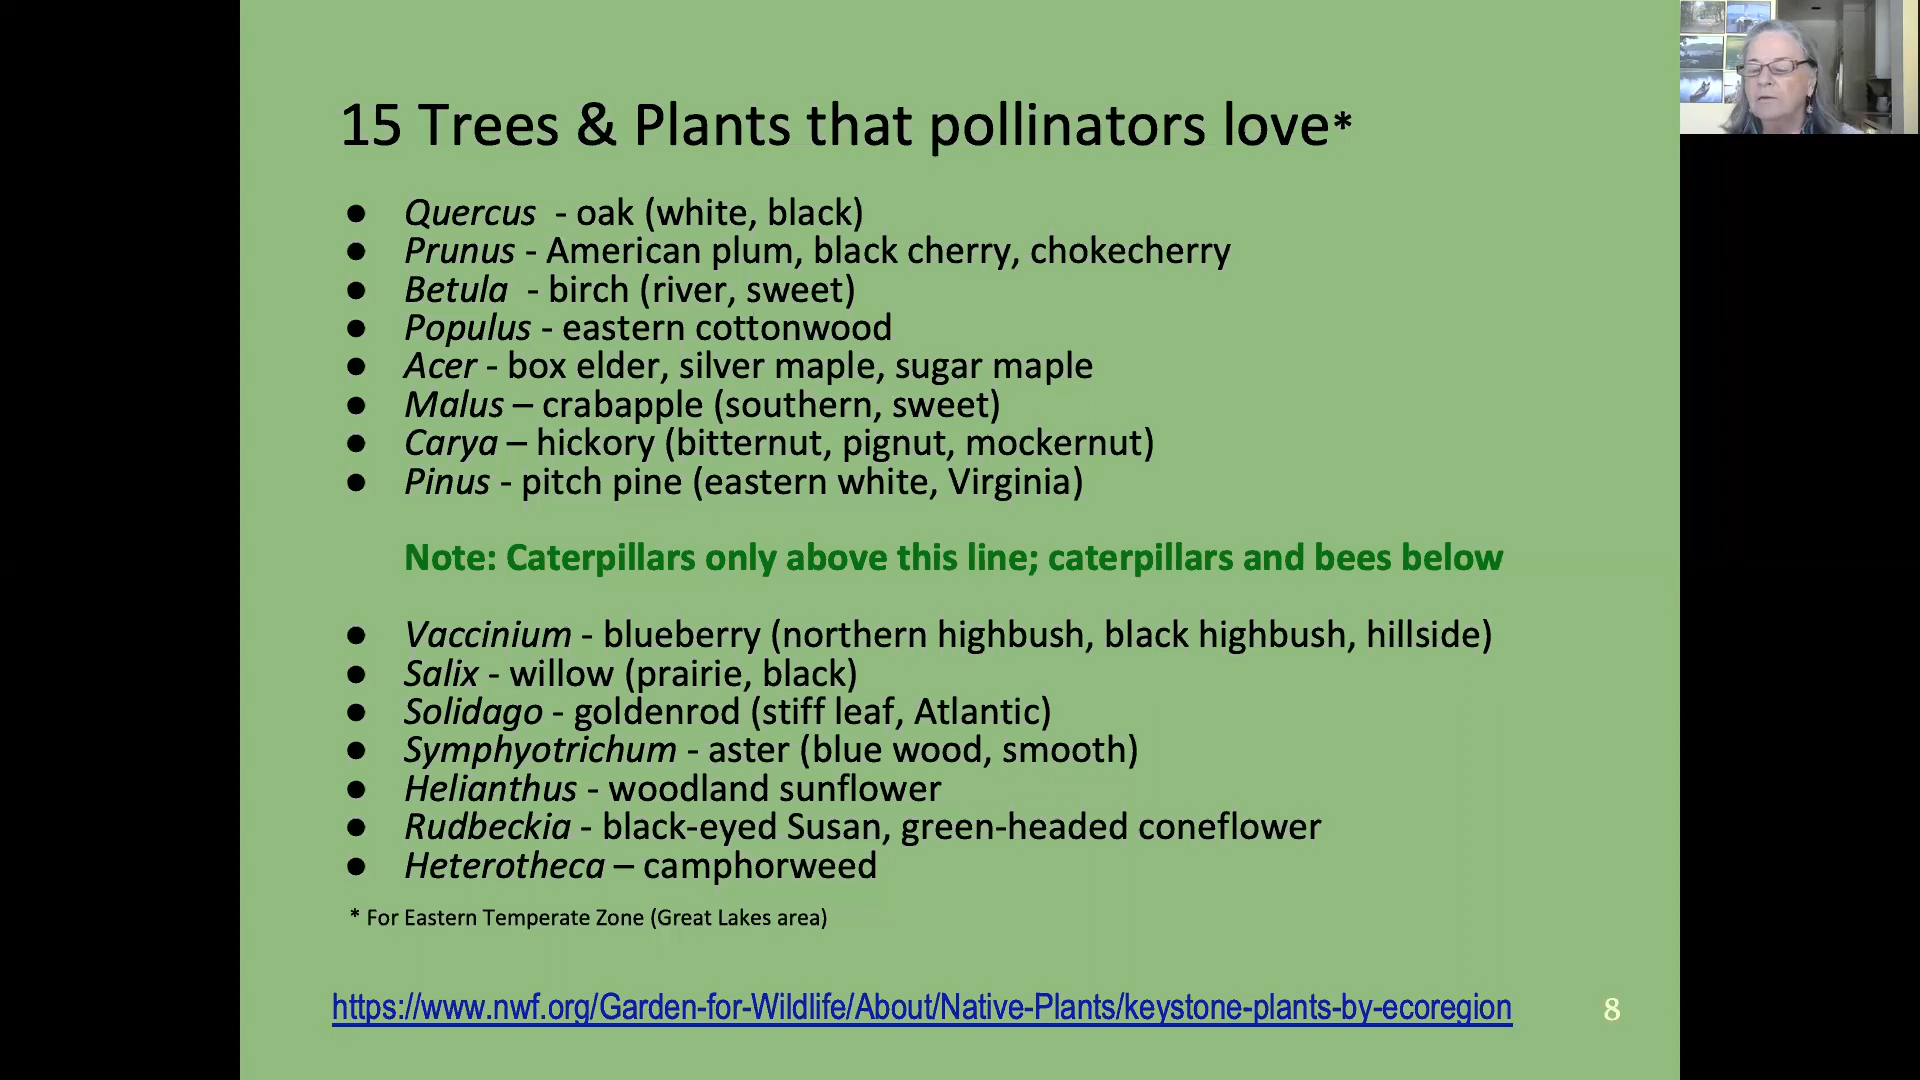 15 Trees & Plants that pollinators love*
● Quercus - oak (white, black)
● Prunus - American plum, black cherry, chokecherry
● Betula - birch (river, sweet)
● Populus - eastern cottonwood
● Acer - box elder, silver maple, sugar maple
● Malus – crabapple (southern, sweet)
● Carya – hickory (bitternut, pignut, mockernut)
● Pinus - pitch pine (eastern white, Virginia)
Note: Caterpillars only above this line; caterpillars and bees below
● Vaccinium - blueberry (northern highbush, black highbush, hillside)
● Salix - willow (prairie, black)
● Solidago - goldenrod (stiff leaf, Atlantic)
● Symphyotrichum - aster (blue wood, smooth)
● Helianthus - woodland sunflower
● Rudbeckia - black-eyed Susan, green-headed coneflower
● Heterotheca – camphorweed
* For Eastern Temperate Zone (Great Lakes area)
https://www.nwf.org/Garden-for-Wildlife/About/Native-Plants/keystone-plants-by-ecoregion
8